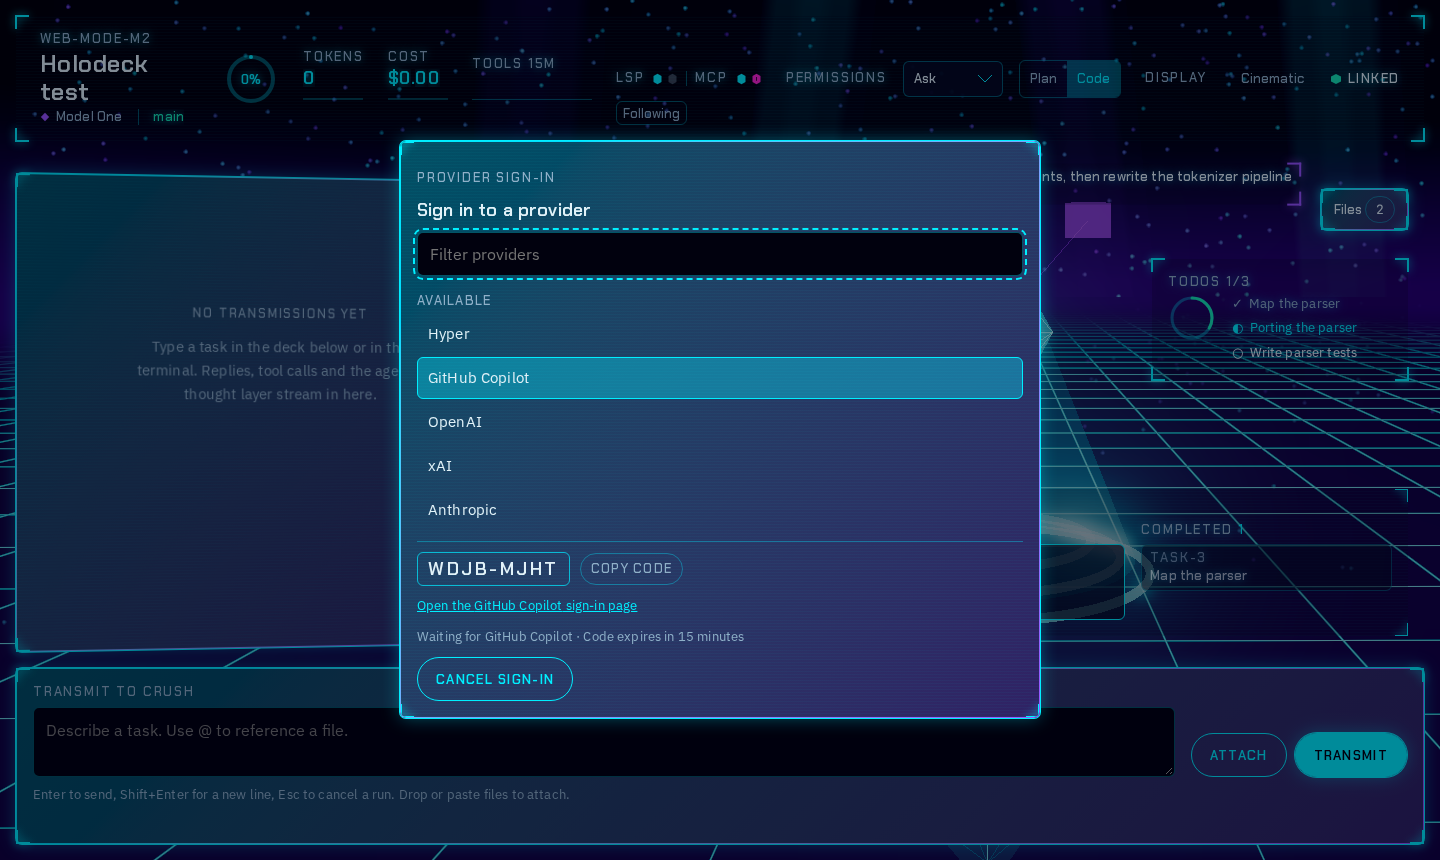 WEB-MODE-M2
Holodeck
test
Model One
main
0%
TOKENS
0
COST
$0.00
TOOLS 15M
LSP
MCP
PERMISSIONS
Ask
Plan
Code
DISPLAY
Cinematic
LINKED
Following
PROVIDER SIGN-IN
Sign in to a provider
Filter providers
AVAILABLE
Hyper
GitHub Copilot
OpenAI
xAI
Anthropic
WDJB-MJHT
COPY CODE
Open the GitHub Copilot sign-in page
Waiting for GitHub Copilot · Code expires in 15 minutes
CANCEL SIGN-IN
NO TRANSMISSIONS YET
Type a task in the deck below or in th
terminal. Replies, tool calls and the age
thought layer stream in here.
nts, then rewrite the tokenizer pipeline
Files 2
TODOS 1/3
✓ Map the parser
◐ Porting the parser
○ Write parser tests
COMPLETED 1
TASK-3
Map the parser
TRANSMIT TO CRUSH
Describe a task. Use @ to reference a file.
ATTACH
TRANSMIT
Enter to send, Shift+Enter for a new line, Esc to cancel a run. Drop or paste files to attach.